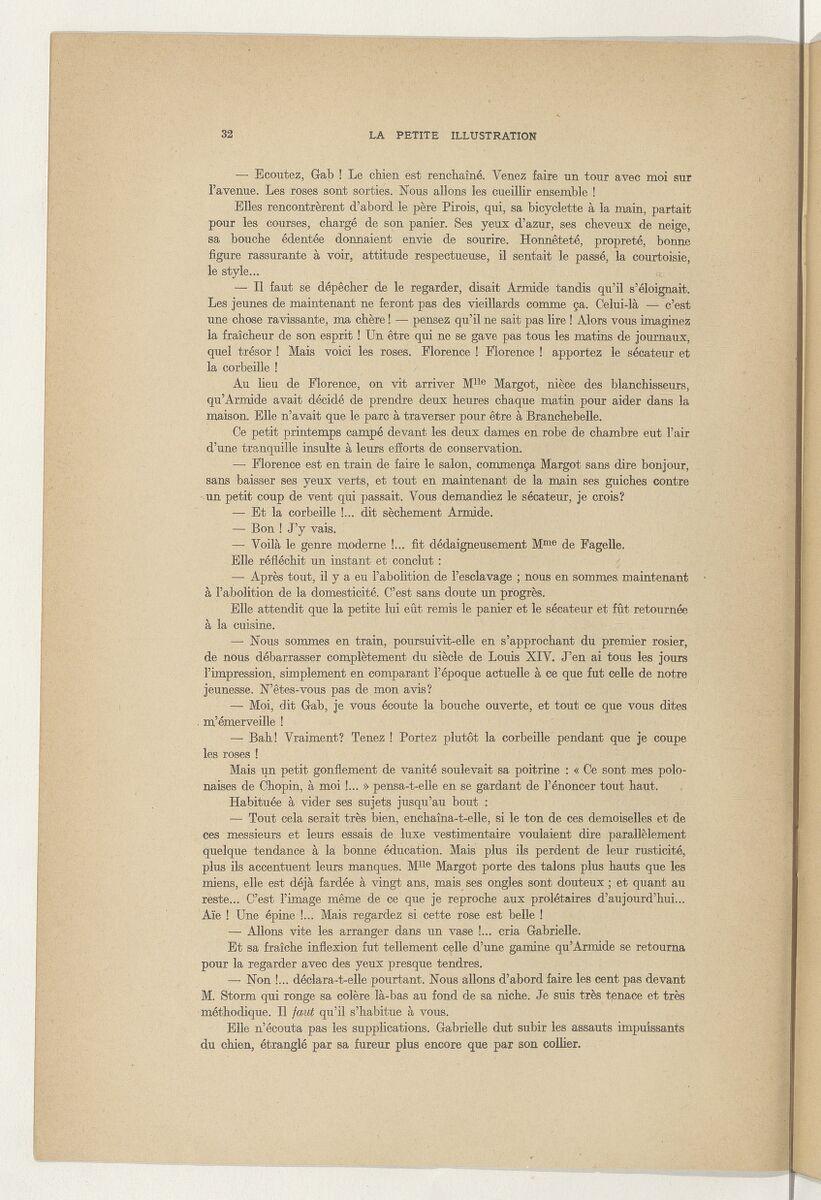 32
LA PETITE ILLUSTRATION
— Ecoutez, Gab ! Le chien est renchaîné. Venez faire un tour avec moi sur
l'avenue. Les roses sont sorties. Nous allons les cueillir ensemble !
Elles rencontrèrent d'abord le père Pirois, qui, sa bicyclette à la main, partait
pour les courses, chargé de son panier. Ses yeux d'azur, ses cheveux de neige,
sa bouche édentée donnaient envie de sourire. Honnêteté, propreté, bonne
figure rassurante à voir, attitude respectueuse, il sentait le passé, la courtoisie,
le style...
— Il faut se dépêcher de le regarder, disait Armide tandis qu'il s'éloignait.
Les jeunes de maintenant ne feront pas des vieillards comme ça. Celui-là — c'est
une chose ravissante, ma chère ! — pensez qu'il ne sait pas lire ! Alors vous imaginez
la fraîcheur de son esprit ! Un être qui ne se gave pas tous les matins de journaux,
quel trésor ! Mais voici les roses. Florence ! Florence ! apportez le sécateur et
la corbeille !
Au lieu de Florence, on vit arriver Mlle Margot, nièce des blanchisseurs,
qu'Armide avait décidé de prendre deux heures chaque matin pour aider dans la
maison. Elle n'avait que le parc à traverser pour être à Branchebelle.
Ce petit printemps campé devant les deux dames en robe de chambre eut l'air
d'une tranquille insulte à leurs efforts de conservation.
— Florence est en train de faire le salon, commença Margot sans dire bonjour,
sans baisser ses yeux verts, et tout en maintenant de la main ses guiches contre
un petit coup de vent qui passait. Vous demandiez le sécateur, je crois?
— Et la corbeille !... dit sèchement Armide.
— Bon ! J'y vais.
— Voilà le genre moderne !... fit dédaigneusement Mme de Fagelle.
Elle réfléchit un instant et conclut :
— Après tout, il y a eu l'abolition de l'esclavage ; nous en sommes maintenant
à l'abolition de la domesticité. C'est sans doute un progrès.
Elle attendit que la petite lui eût remis le panier et le sécateur et fût retournée
à la cuisine.
— Nous sommes en train, poursuivit-elle en s'approchant du premier rosier,
de nous débarrasser complètement du siècle de Louis XIV. J'en ai tous les jours
l'impression, simplement en comparant l'époque actuelle à ce que fut celle de notre
jeunesse. N'êtes-vous pas de mon avis?
— Moi, dit Gab, je vous écoute la bouche ouverte, et tout ce que vous dites
m'émerveille !
— Bah! Vraiment? Tenez ! Portez plutôt la corbeille pendant que je coupe
les roses !
Mais un petit gonflement de vanité soulevait sa poitrine : « Ce sont mes polo-
naises de Chopin, à moi !... » pensa-t-elle en se gardant de l'énoncer tout haut.
Habituée à vider ses sujets jusqu'au bout :
— Tout cela serait très bien, enchaîna-t-elle, si le ton de ces demoiselles et de
ces messieurs et leurs essais de luxe vestimentaire voulaient dire parallèlement
quelque tendance à la bonne éducation. Mais plus ils perdent de leur rusticité,
plus ils accentuent leurs manques. Mlle Margot porte des talons plus hauts que les
miens, elle est déjà fardée à vingt ans, mais ses ongles sont douteux ; et quant au
reste... C'est l'image même de ce que je reproche aux prolétaires d'aujourd'hui...
Aïe ! Une épine !... Mais regardez si cette rose est belle !
— Allons vite les arranger dans un vase !... cria Gabrielle.
Et sa fraîche inflexion fut tellement celle d'une gamine qu'Armide se retourna
pour la regarder avec des yeux presque tendres.
— Non !... déclara-t-elle pourtant. Nous allons d'abord faire les cent pas devant
M. Storm qui ronge sa colère là-bas au fond de sa niche. Je suis très tenace et très
méthodique. Il faut qu'il s'habitue à vous.
Elle n'écouta pas les supplications. Gabrielle dut subir les assauts impuissants
du chien, étranglé par sa fureur plus encore que par son collier.